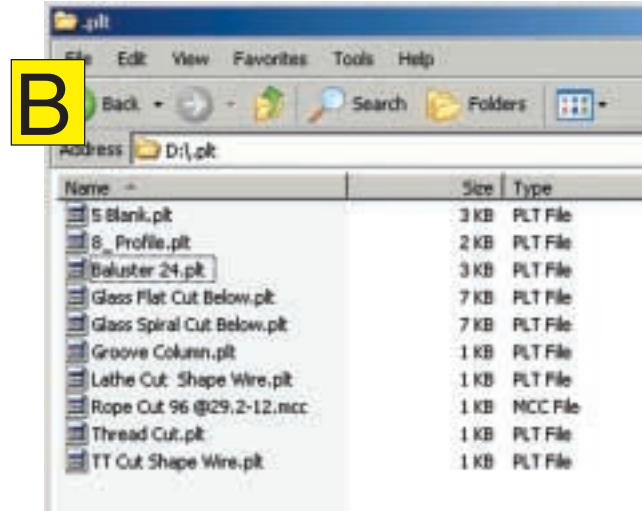 .plt
File Edit View Favorites Tools Help
B
Back Search Folders
Address D:\.plt
Name Size Type
5 Blank.plt 3 KB PLT File
8_ Profile.plt 2 KB PLT File
Baluster 24.plt 3 KB PLT File
Glass Flat Cut Below.plt 7 KB PLT File
Glass Spiral Cut Below.plt 7 KB PLT File
Groove Column.plt 1 KB PLT File
Lathe Cut Shape Wire.plt 1 KB PLT File
Rope Cut 96 @29.2-12.mcc 1 KB MCC File
Thread Cut.plt 1 KB PLT File
TT Cut Shape Wire.plt 1 KB PLT File